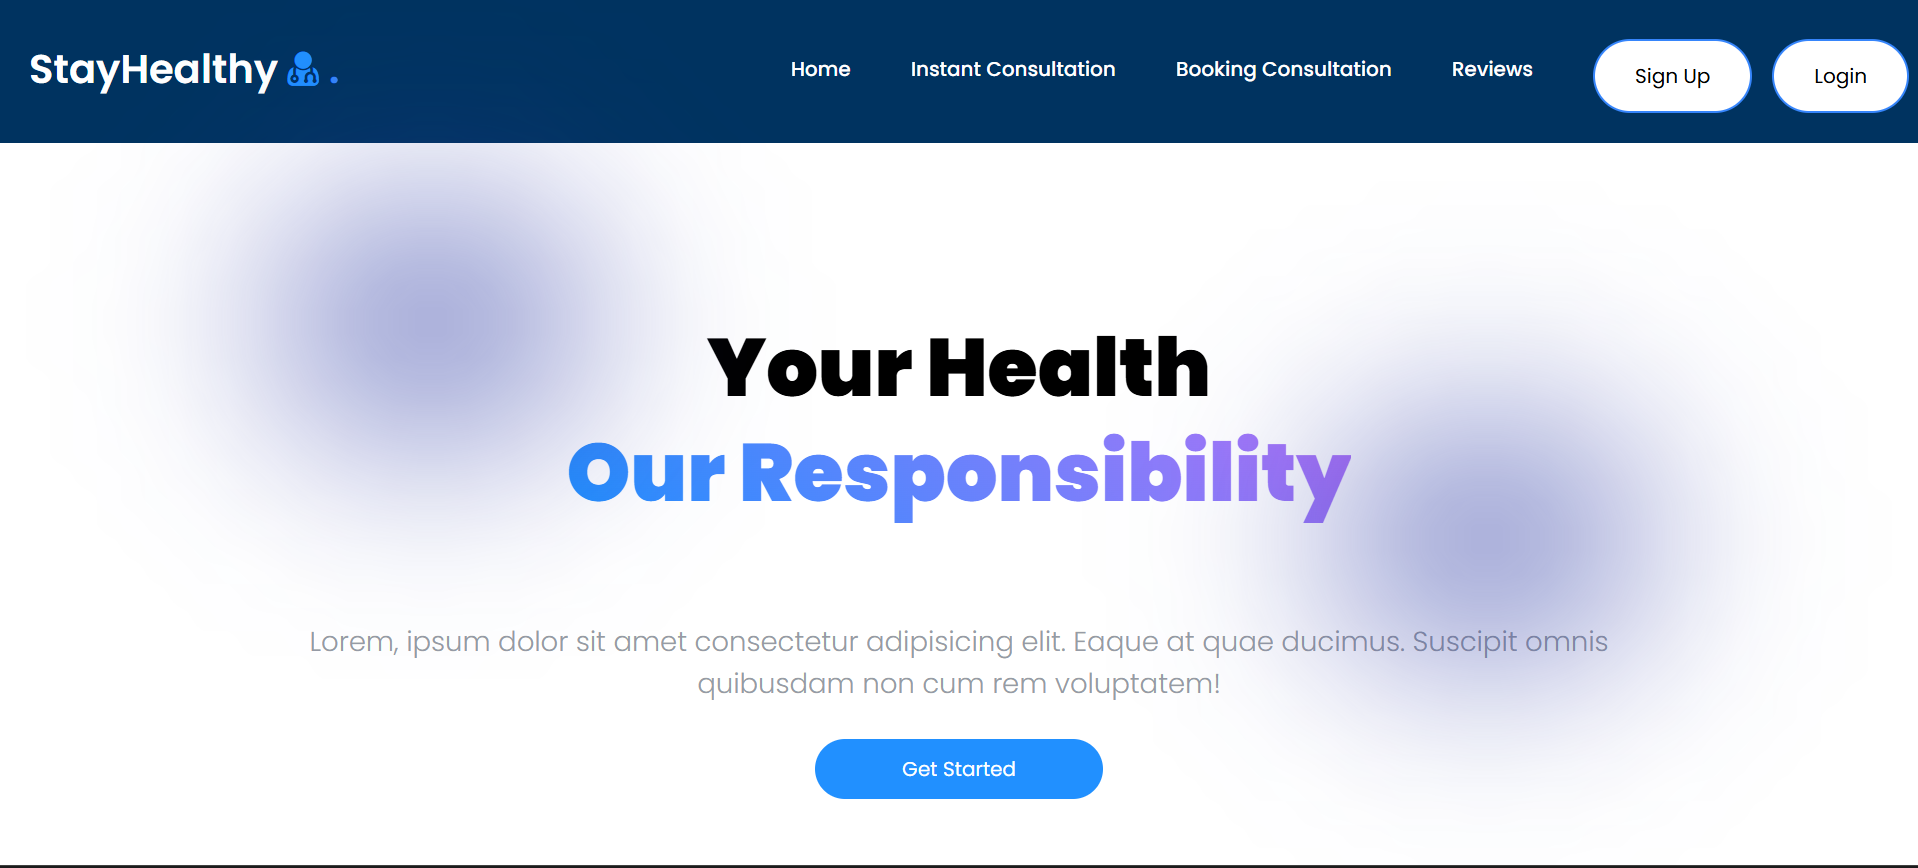 StayHealthy .
Home
Instant Consultation
Booking Consultation
Reviews
Sign Up
Login
Your Health
Our Responsibility
Lorem, ipsum dolor sit amet consectetur adipisicing elit. Eaque at quae ducimus. Suscipit omnis
quibusdam non cum rem voluptatem!
Get Started